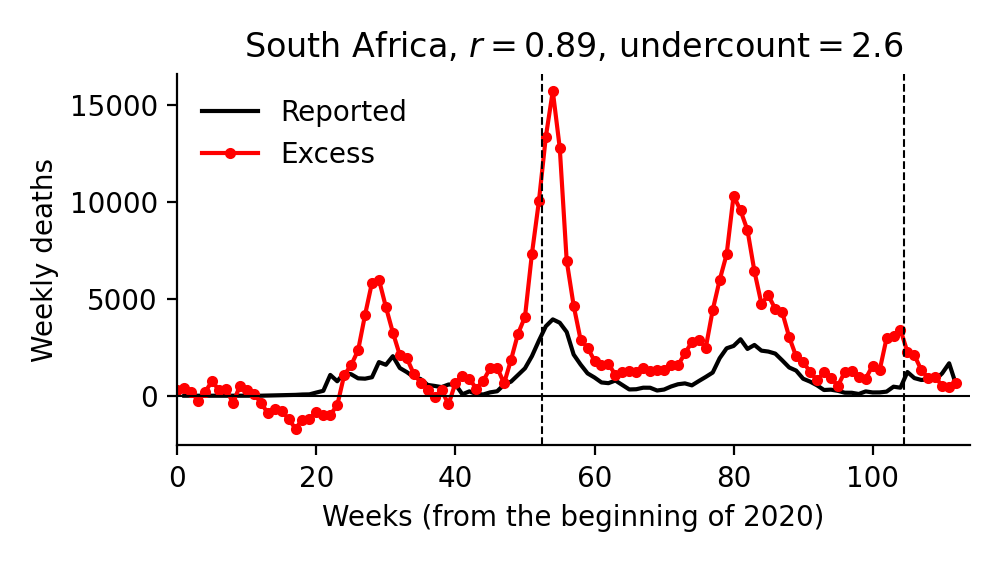 South Africa, r = 0.89, undercount = 2.6
Reported
Excess
Weekly deaths
15000
10000
5000
0
0 20 40 60 80 100
Weeks (from the beginning of 2020)